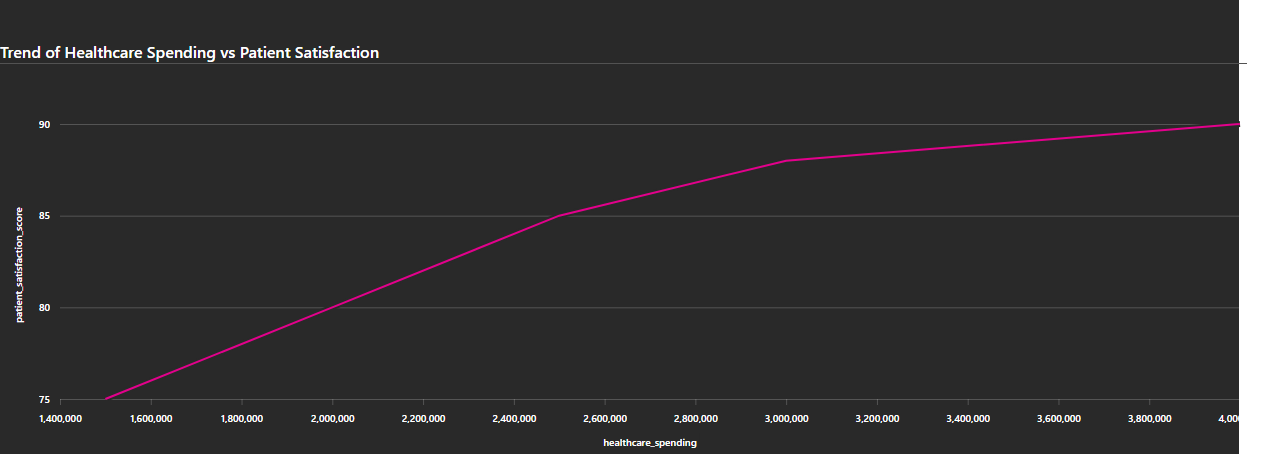 Trend of Healthcare Spending vs Patient Satisfaction
90
85
80
75
patient_satisfaction_score
1,400,000 1,600,000 1,800,000 2,000,000 2,200,000 2,400,000 2,600,000 2,800,000 3,000,000 3,200,000 3,400,000 3,600,000 3,800,000 4,000
healthcare_spending